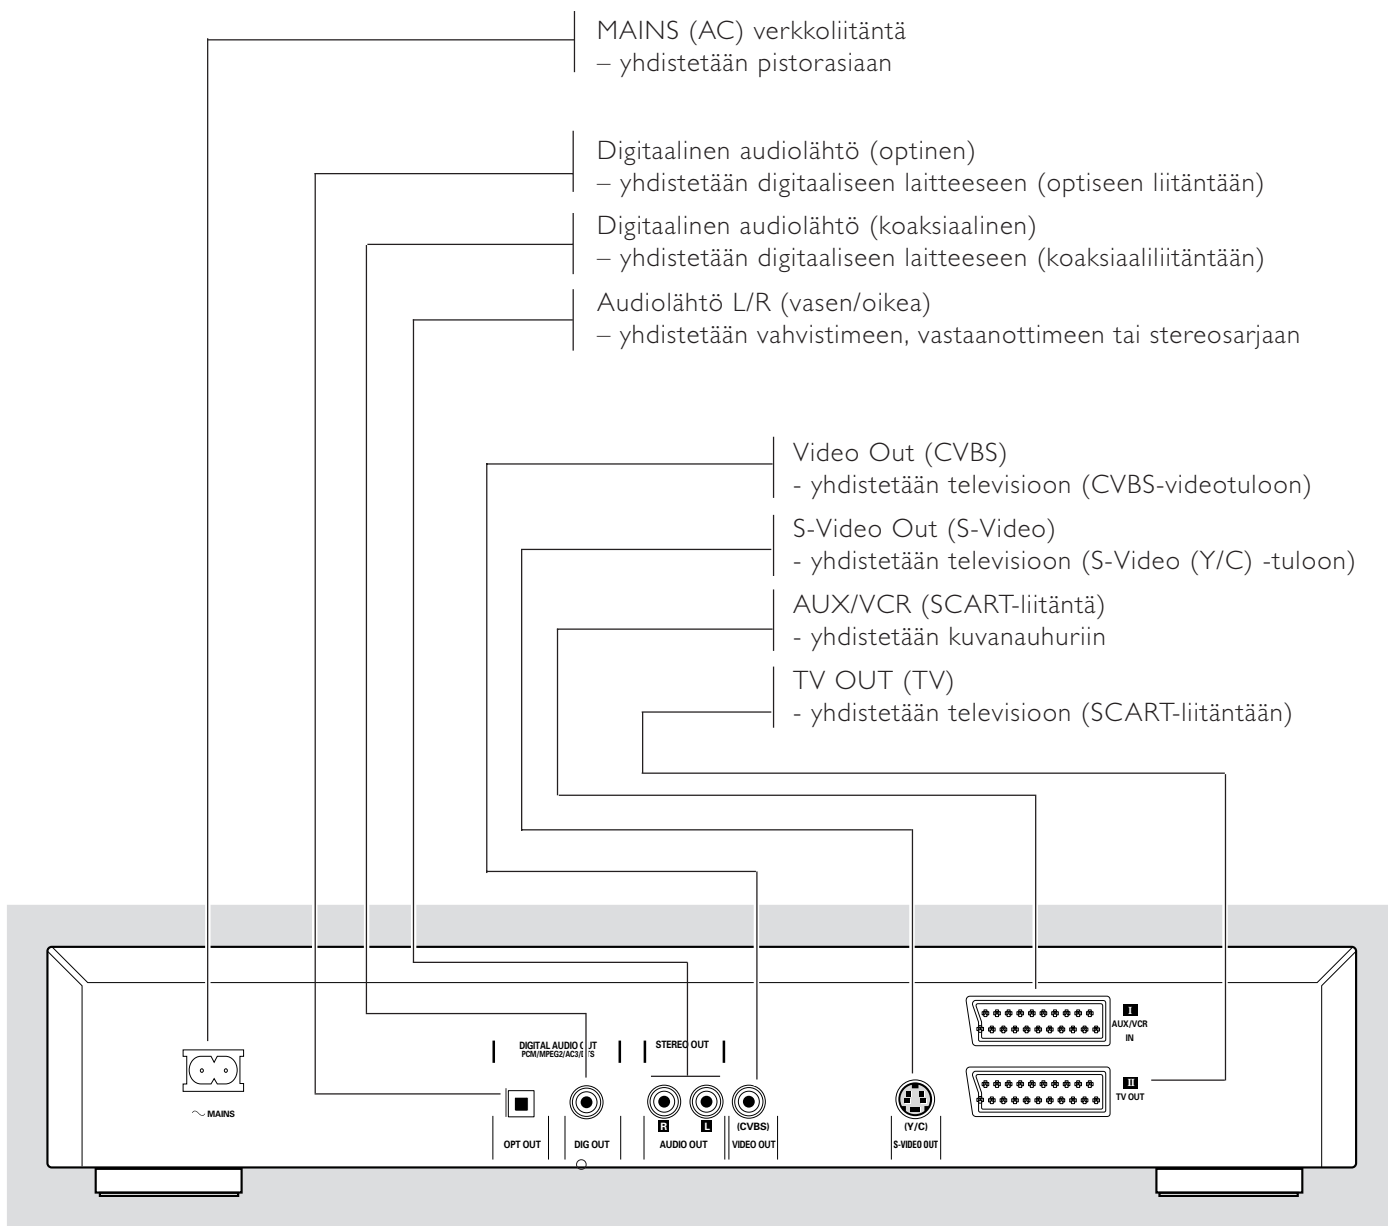 MAINS (AC) verkkoliitäntä
– yhdistetään pistorasiaan
Digitaalinen audiolähtö (optinen)
– yhdistetään digitaaliseen laitteeseen (optiseen liitäntään)
Digitaalinen audiolähtö (koaksiaalinen)
– yhdistetään digitaaliseen laitteeseen (koaksiaaliliitäntään)
Audiolähtö L/R (vasen/oikea)
– yhdistetään vahvistimeen, vastaanottimeen tai stereosarjaan
Video Out (CVBS)
- yhdistetään televisioon (CVBS-videotuloon)
S-Video Out (S-Video)
- yhdistetään televisioon (S-Video (Y/C) -tuloon)
AUX/VCR (SCART-liitäntä)
- yhdistetään kuvanauhuriin
TV OUT (TV)
- yhdistetään televisioon (SCART-liitäntään)
~ MAINS
DIGITAL AUDIO OUT
PCM/MPEG2/AC3/DTS
STEREO OUT
OPT OUT
DIG OUT
R L
AUDIO OUT
(CVBS)
VIDEO OUT
(Y/C)
S-VIDEO OUT
I
AUX/VCR
IN
II
TV OUT